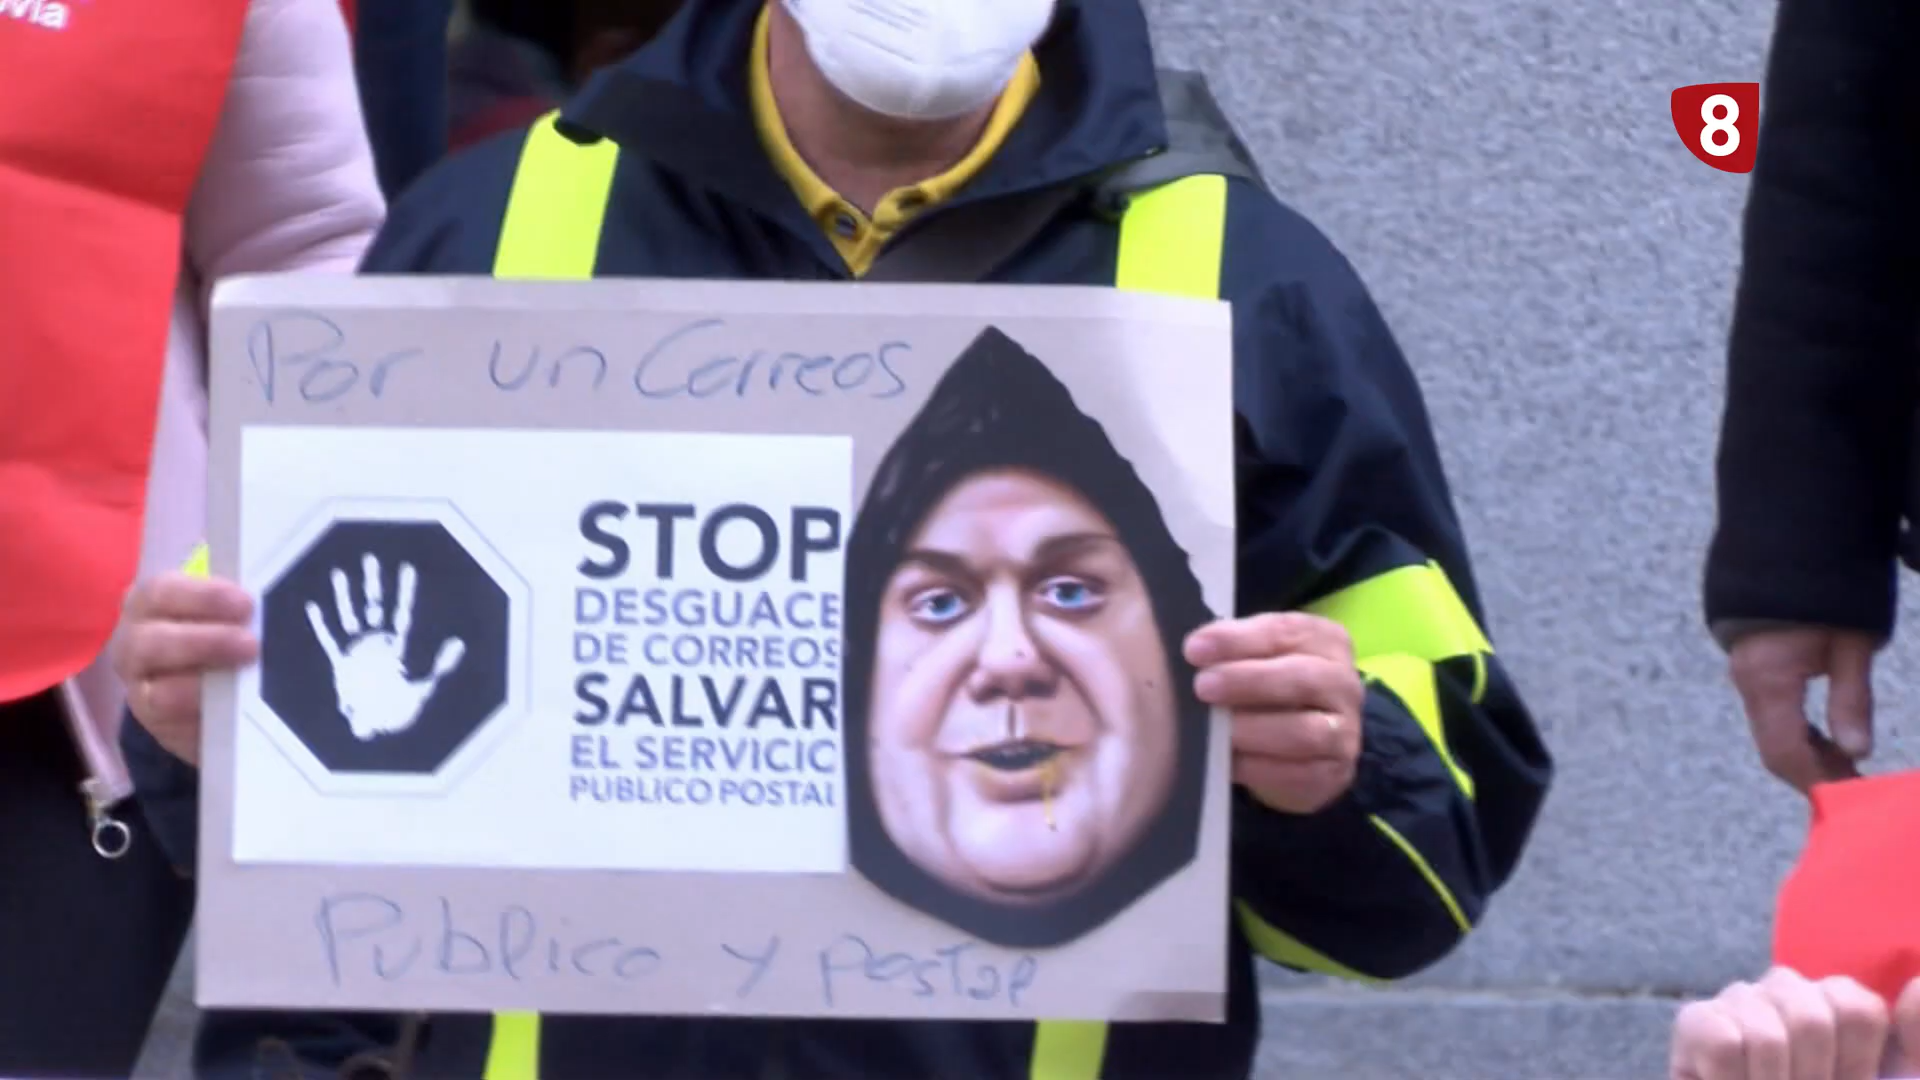 8
Por un Correos
STOP
DESGUACE
DE CORREOS
SALVAR
EL SERVICIO
PUBLICO POSTAL
Publico y postal